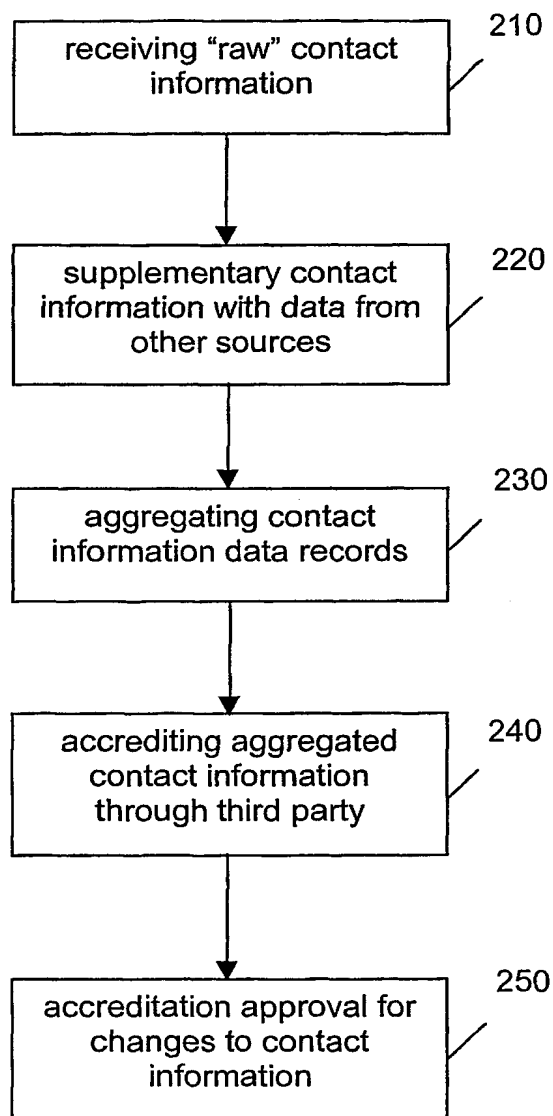 210
receiving "raw" contact
information
220
supplementary contact
information with data from
other sources
230
aggregating contact
information data records
240
accrediting aggregated
contact information
through third party
250
accreditation approval for
changes to contact
information